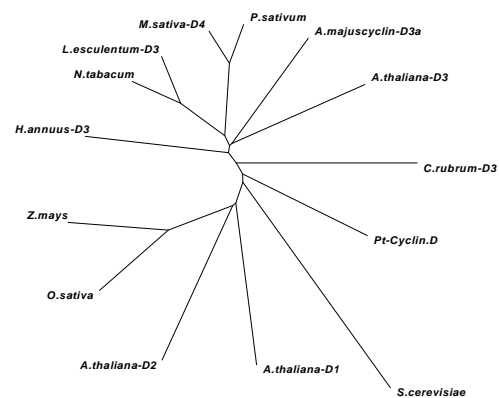 P.sativum
M.sativa-D4
A.majuscyclin-D3a
L.esculentum-D3
N.tabacum
A.thaliana-D3
H.annuus-D3
C.rubrum-D3
Z.mays
Pt-Cyclin.D
O.sativa
A.thaliana-D2
A.thaliana-D1
S.cerevisiae